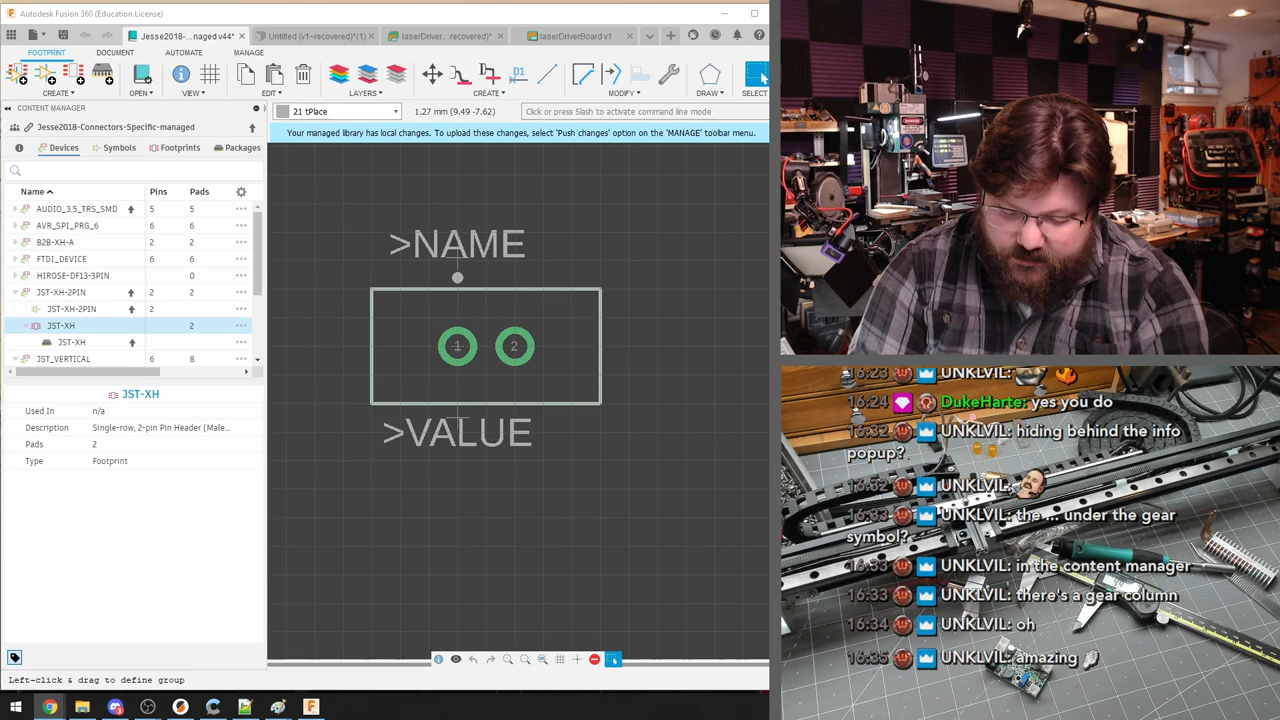 Autodesk Fusion 360 (Education License)
Jesse2018-...naged v44*
Untitled (v1~recovered)*(1)
laserDriver...recovered)*
laserDriverBoard v1
FOOTPRINT
DOCUMENT
AUTOMATE
MANAGE
CREATE
OPEN
VIEW
EDIT
LAYERS
CREATE
MODIFY
DRAW
SELECT
CONTENT MANAGER
21 tPlace
1.27 mm (9.49 -7.62)
Click or press Slash to activate command line mode
Your managed library has local changes. To upload these changes, select 'Push changes' option on the 'MANAGE' toolbar menu.
Devices
Symbols
Footprints
Packages
Name
Pins
Pads
AUDIO_3.5_TRS_SMD 5 5
AVR_SPI_PRG_6 6 6
B2B-XH-A 2 2
FTDI_DEVICE 6 6
HIROSE-DF13-3PIN 0
JST-XH-2PIN 2 2
JST-XH-2PIN 2
JST-XH 2
JST-XH
JST_VERTICAL 6 8
JST-XH
Used In n/a
Description Single-row, 2-pin Pin Header (Male...
Pads 2
Type Footprint
>NAME
1
2
>VALUE
Left-click & drag to define group
16:23 UNKLVIL:
16:24 DukeHarte: yes you do
16:32 UNKLVIL: hiding behind the info
popup?
16:32 UNKLVIL:
16:33 UNKLVIL: the ... under the gear
symbol?
16:33 UNKLVIL: in the content manager
16:33 UNKLVIL: there's a gear column
16:34 UNKLVIL: oh
16:35 UNKLVIL: amazing
DANGER